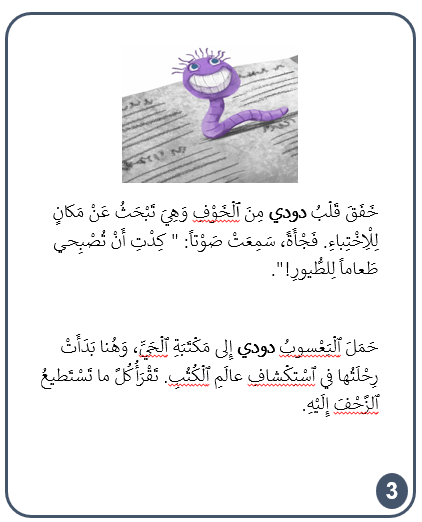 خَفَقَ قَلْبُ دودي مِنَ ٱلْخَوْفِ وَهِيَ تَبْحَثُ عَنْ مَكانٍ
لِلْاِخْتِباءِ. فَجْأَةً، سَمِعَتْ صَوْتاً: " كِدْتِ أَنْ تُصْبِحي
طَعاماً لِلطُّيورِ!".
حَمَلَ ٱلْيَعْسوبُ دودي إِلى مَكْتَبَةِ ٱلْحَيِّ، وَهُنا بَدَأَتْ
رِحْلَتُها في ٱسْتِكْشافِ عالَمِ ٱلْكُتُبِ. تَقْرَأُ كُلَّ ما تَسْتَطيعُ
ٱلزَّحْفَ إِلَيْهِ.
3